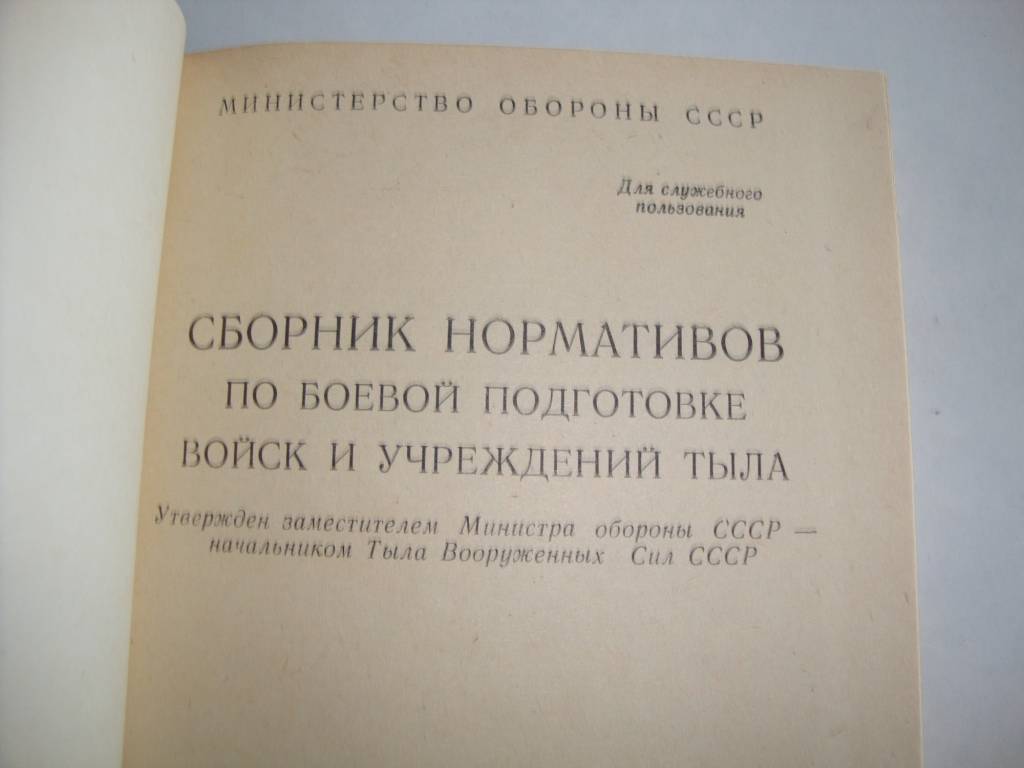 МИНИСТЕРСТВО ОБОРОНЫ СССР
Для служебного
пользования
СБОРНИК НОРМАТИВОВ
ПО БОЕВОЙ ПОДГОТОВКЕ
ВОЙСК И УЧРЕЖДЕНИЙ ТЫЛА
Утвержден заместителем Министра обороны СССР —
начальником Тыла Вооруженных Сил СССР